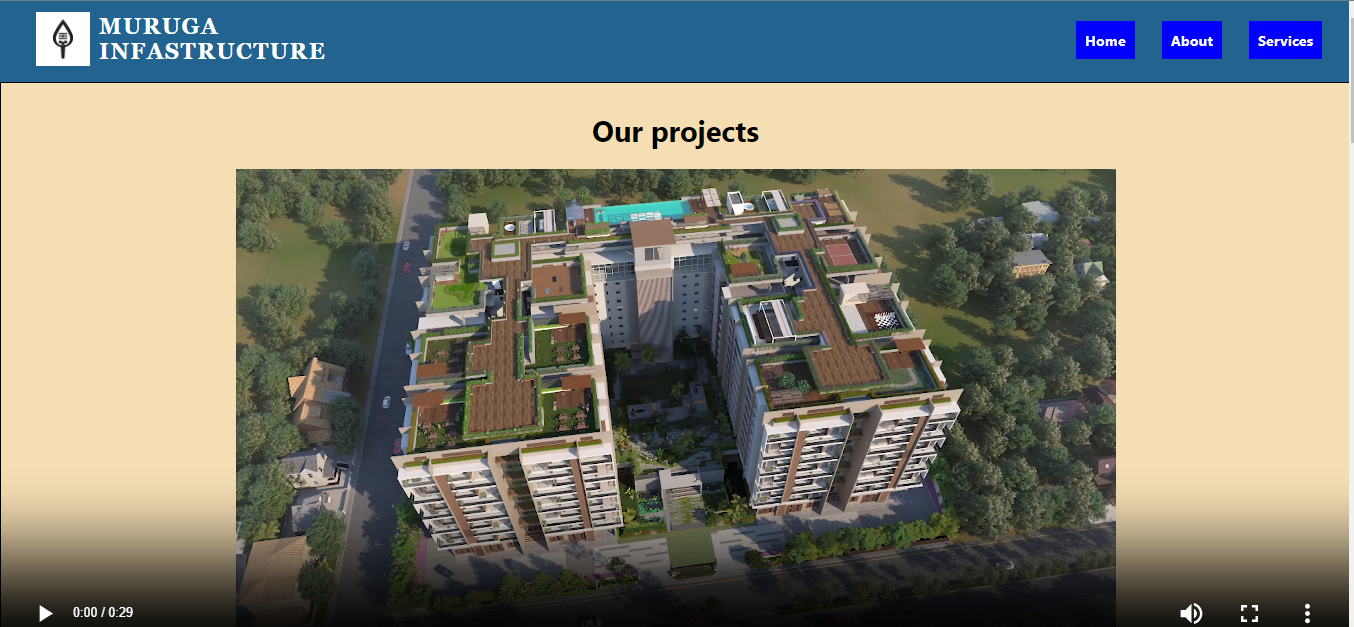 MURUGA
INFASTRUCTURE
Home About Services
Our projects
0:00 / 0:29